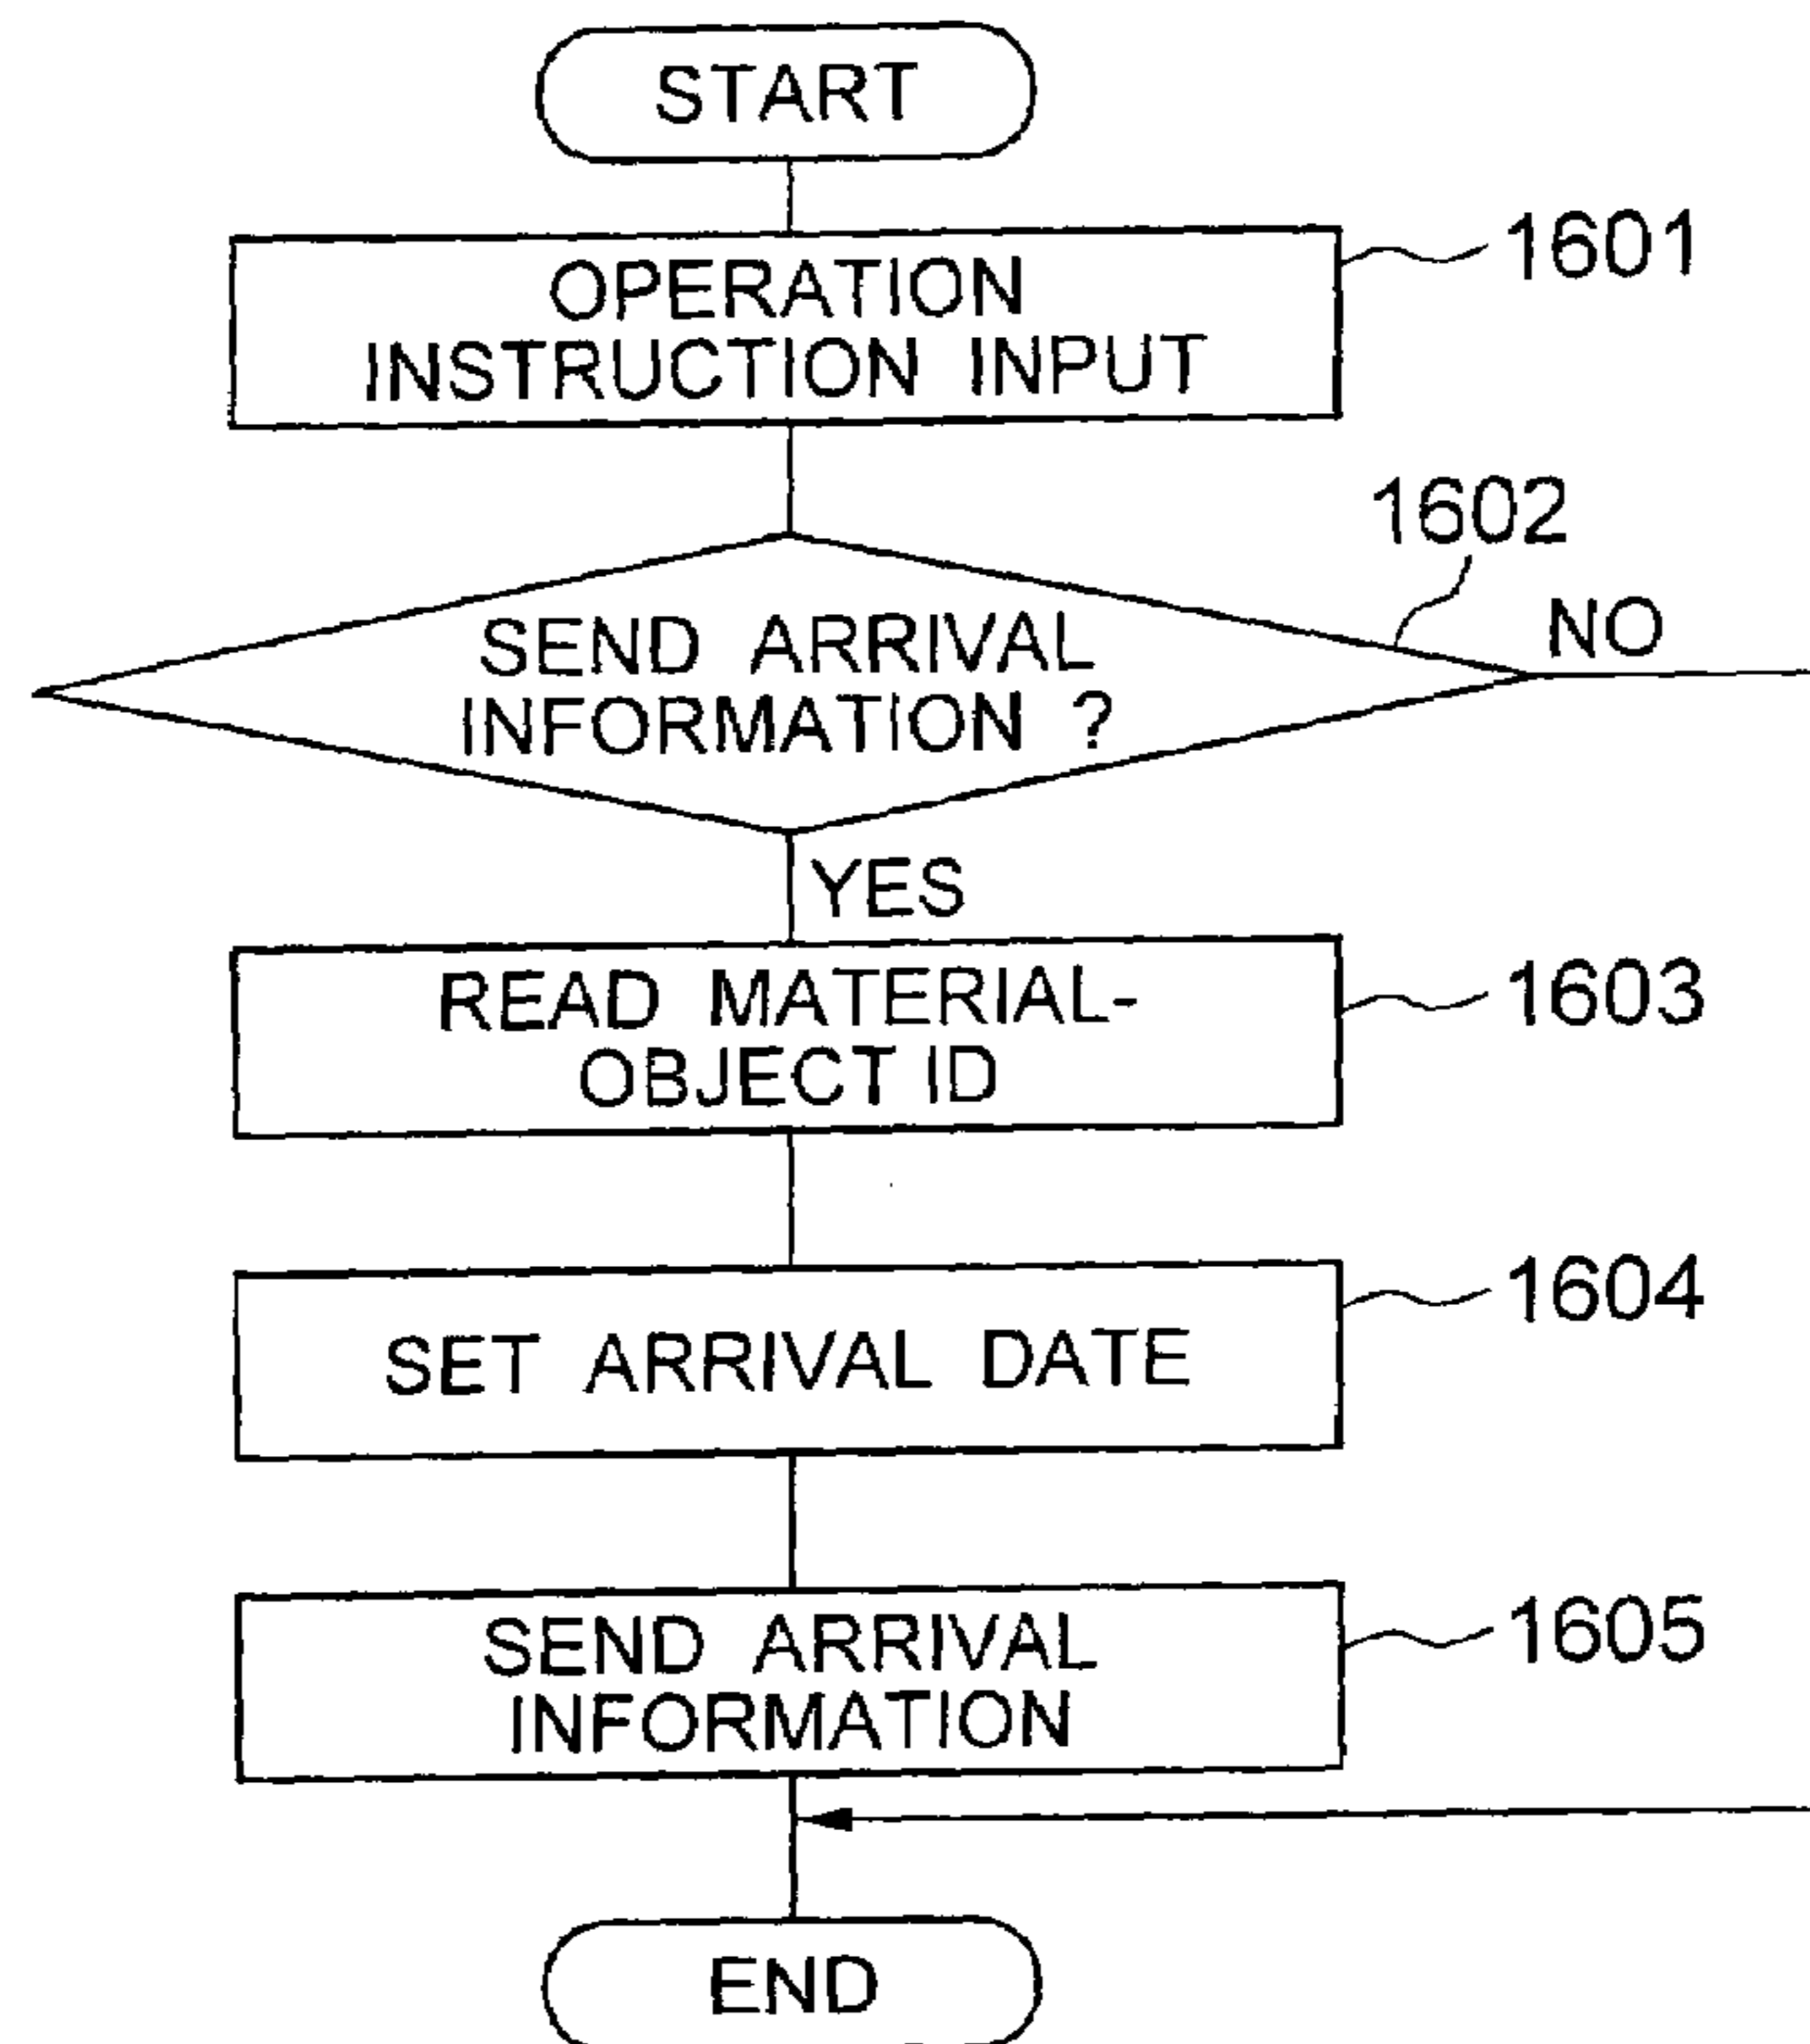 START
OPERATION
INSTRUCTION INPUT
1601
1602
SEND ARRIVAL
INFORMATION ?
NO
YES
READ MATERIAL-
OBJECT ID
1603
SET ARRIVAL DATE
1604
SEND ARRIVAL
INFORMATION
1605
END